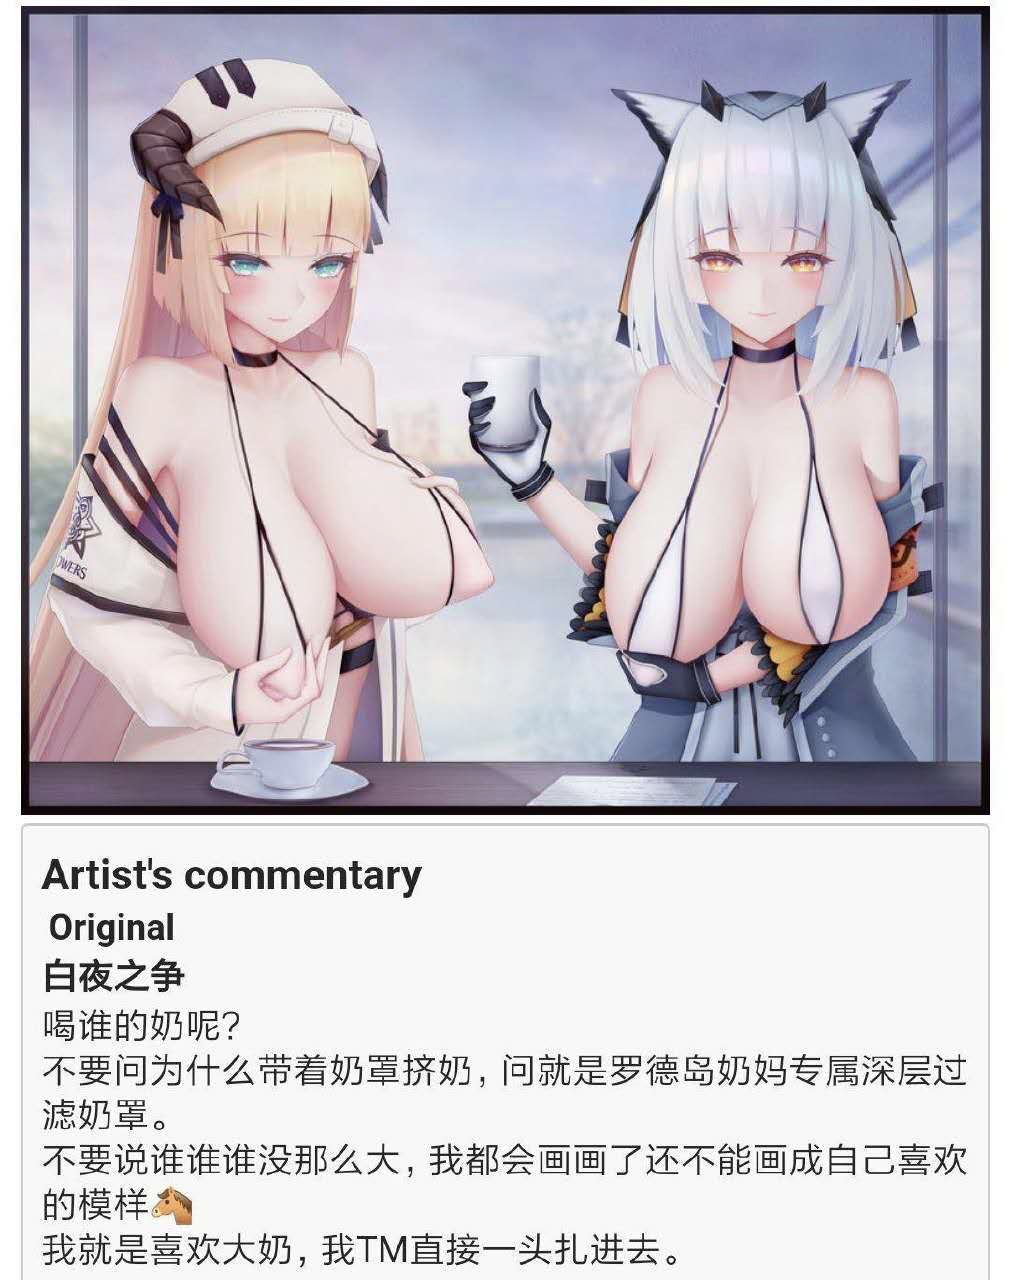 OWERS
Artist's commentary
Original
白夜之争
喝谁的奶呢？
不要问为什么带着奶罩挤奶，问就是罗德岛奶妈专属深层过
滤奶罩。
不要说谁谁谁没那么大，我都会画画了还不能画成自己喜欢
的模样🐴
我就是喜欢大奶，我TM直接一头扎进去。